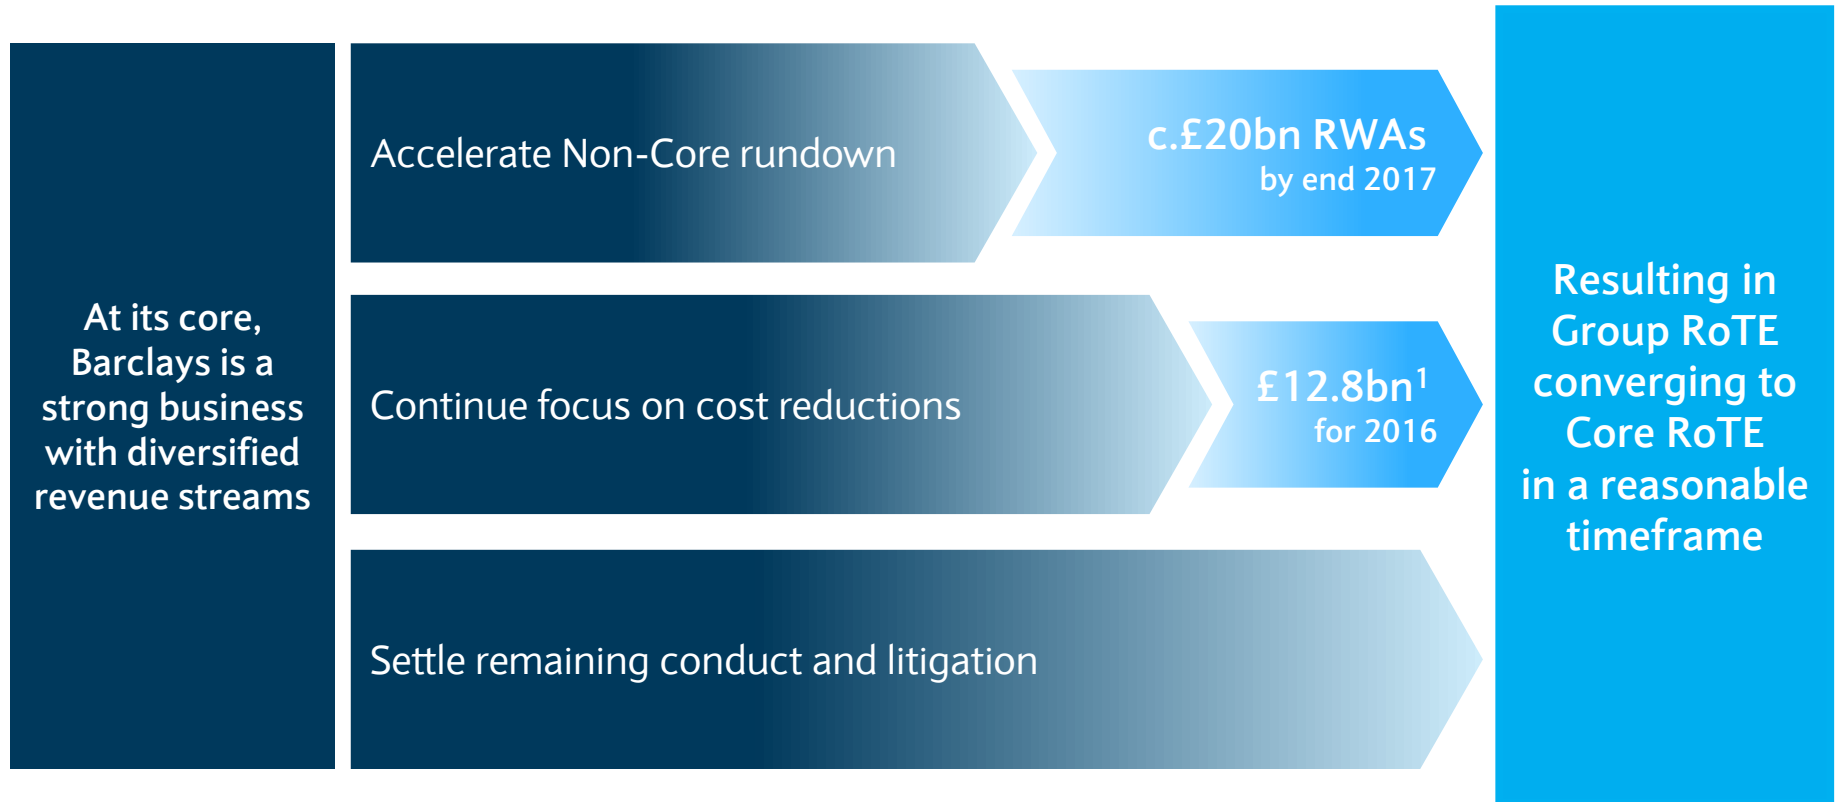 At its core,
Barclays is a
strong business
with diversified
revenue streams
Accelerate Non-Core rundown
c.£20bn RWAs
by end 2017
Continue focus on cost reductions
£12.8bn¹
for 2016
Settle remaining conduct and litigation
Resulting in
Group RoTE
converging to
Core RoTE
in a reasonable
timeframe